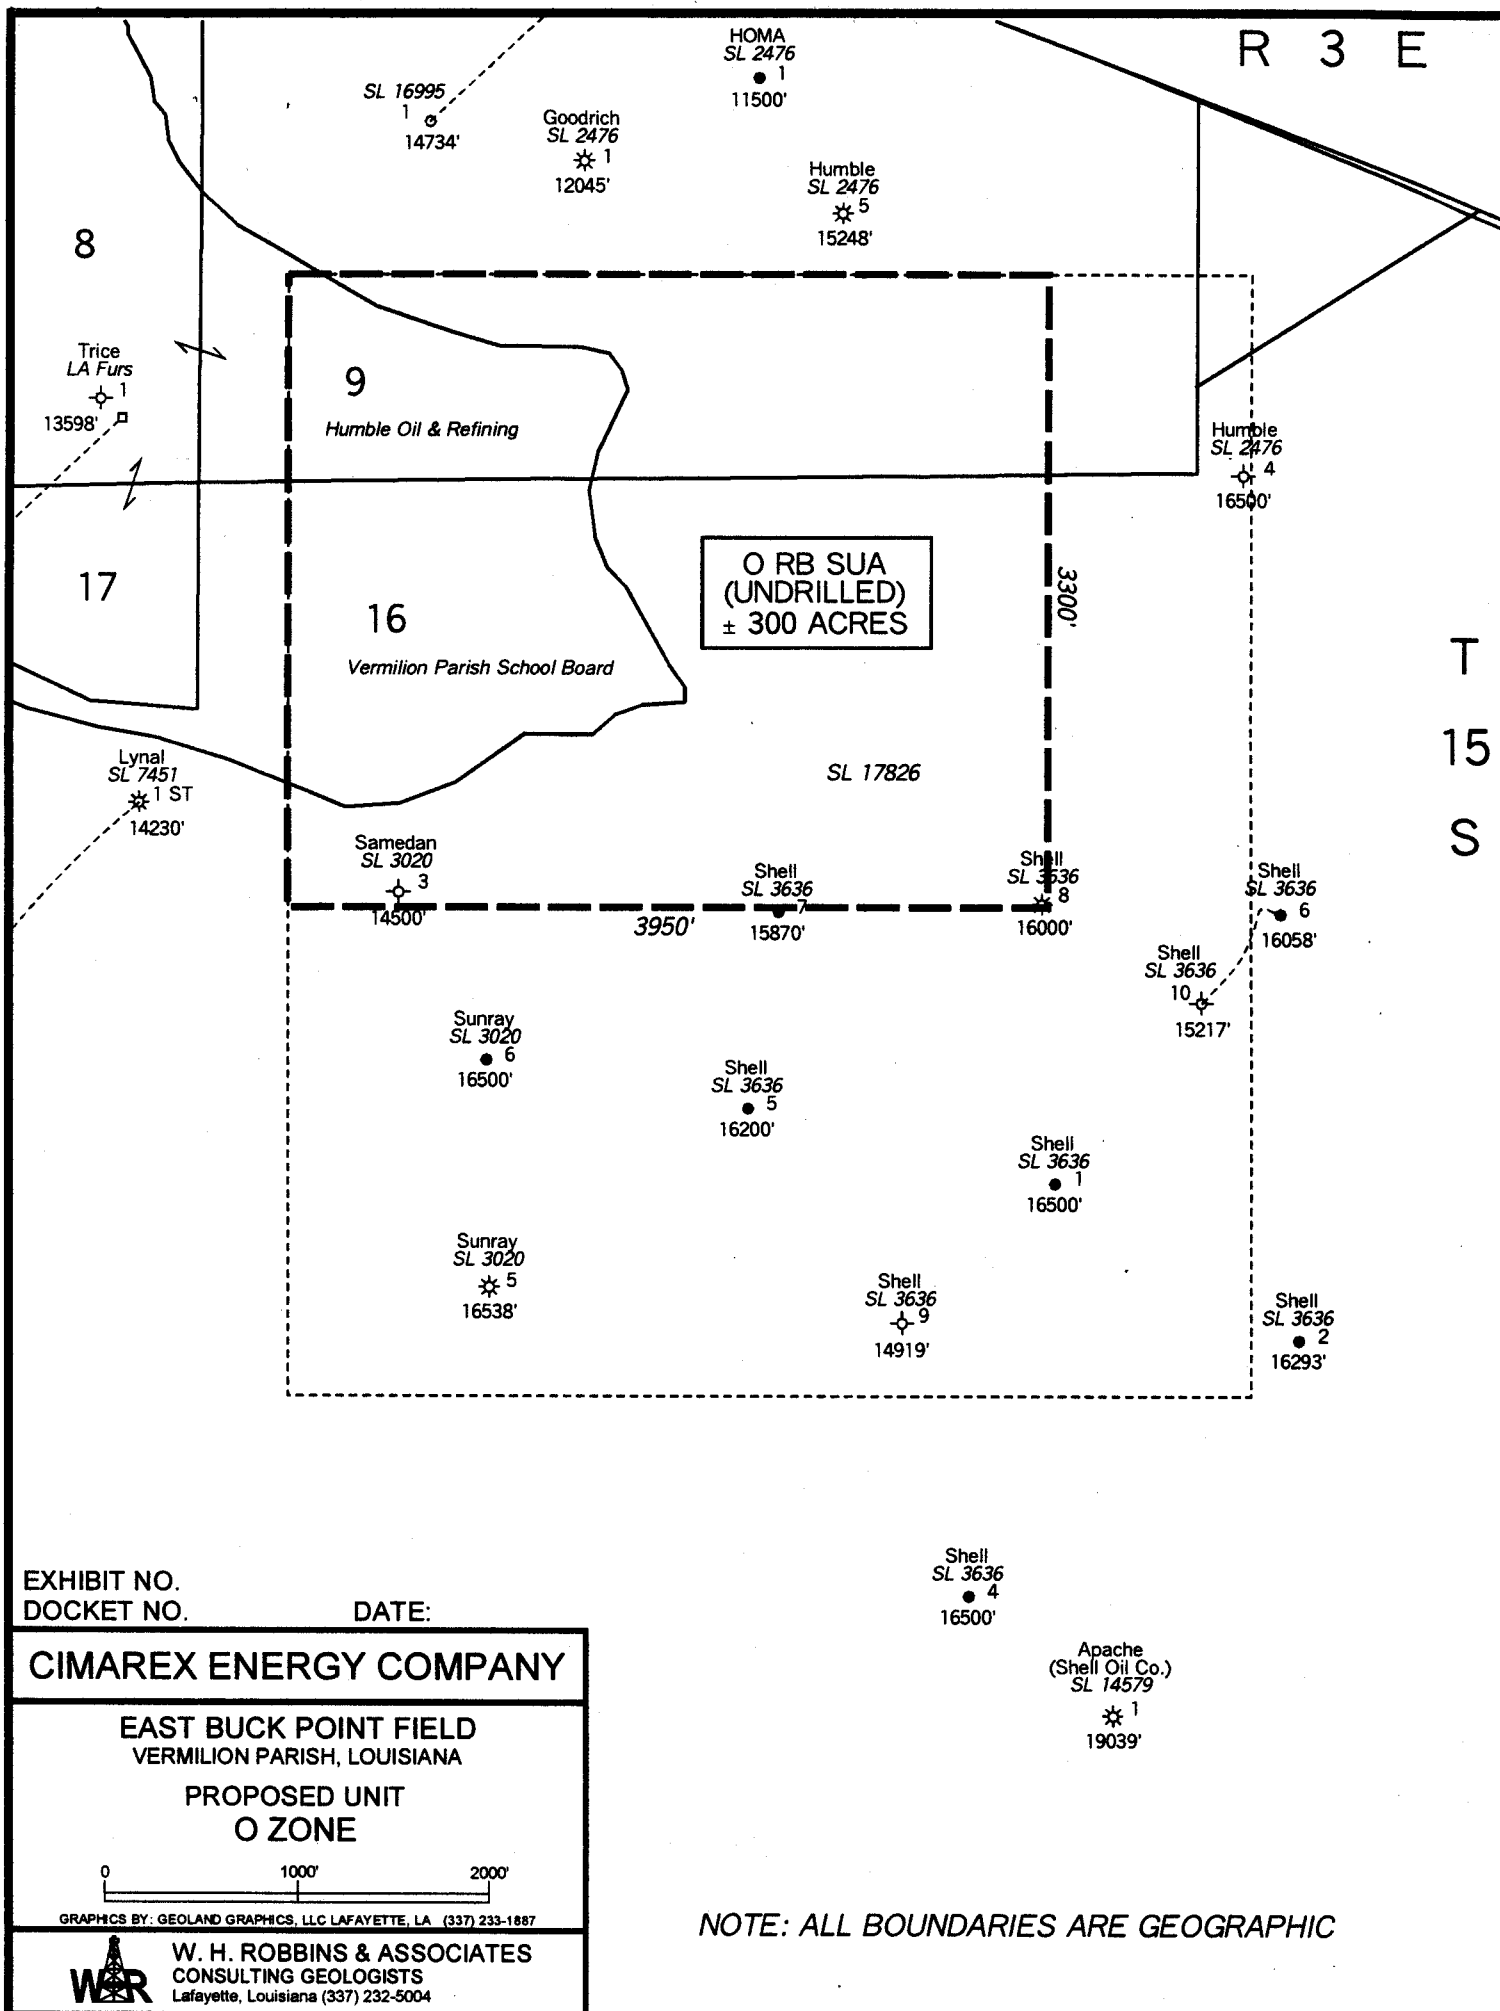 R 3 E
HOMA
SL 2476
1
11500'
SL 16995
1
14734'
Goodrich
SL 2476
1
12045'
Humble
SL 2476
5
15248'
8
Trice
LA Furs
1
13598'
9
Humble Oil & Refining
Humble
SL 2476
4
16500'
17
16
Vermilion Parish School Board
O RB SUA
(UNDRILLED)
± 300 ACRES
3300'
T
15
S
SL 17826
Lynal
SL 7451
1 ST
14230'
Samedan
SL 3020
3
14500'
3950'
Shell
SL 3636
7
15870'
Shell
SL 3636
8
16000'
Shell
SL 3636
6
16058'
Shell
SL 3636
10
15217'
Sunray
SL 3020
6
16500'
Shell
SL 3636
5
16200'
Shell
SL 3636
1
16500'
Sunray
SL 3020
5
16538'
Shell
SL 3636
9
14919'
Shell
SL 3636
2
16293'
Shell
SL 3636
4
16500'
Apache
(Shell Oil Co.)
SL 14579
1
19039'
EXHIBIT NO.
DOCKET NO. DATE:
CIMAREX ENERGY COMPANY
EAST BUCK POINT FIELD
VERMILION PARISH, LOUISIANA
PROPOSED UNIT
O ZONE
0 1000' 2000'
GRAPHICS BY: GEOLAND GRAPHICS, LLC LAFAYETTE, LA (337) 233-1887
WR
W. H. ROBBINS & ASSOCIATES
CONSULTING GEOLOGISTS
Lafayette, Louisiana (337) 232-5004
NOTE: ALL BOUNDARIES ARE GEOGRAPHIC